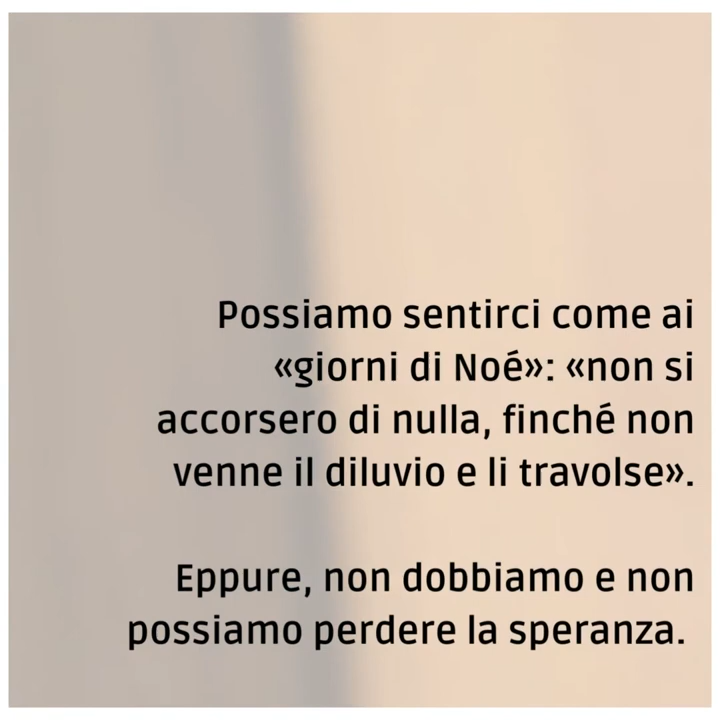 Possiamo sentirci come ai
«giorni di Noé»: «non si
accorsero di nulla, finché non
venne il diluvio e li travolse».
Eppure, non dobbiamo e non
possiamo perdere la speranza.